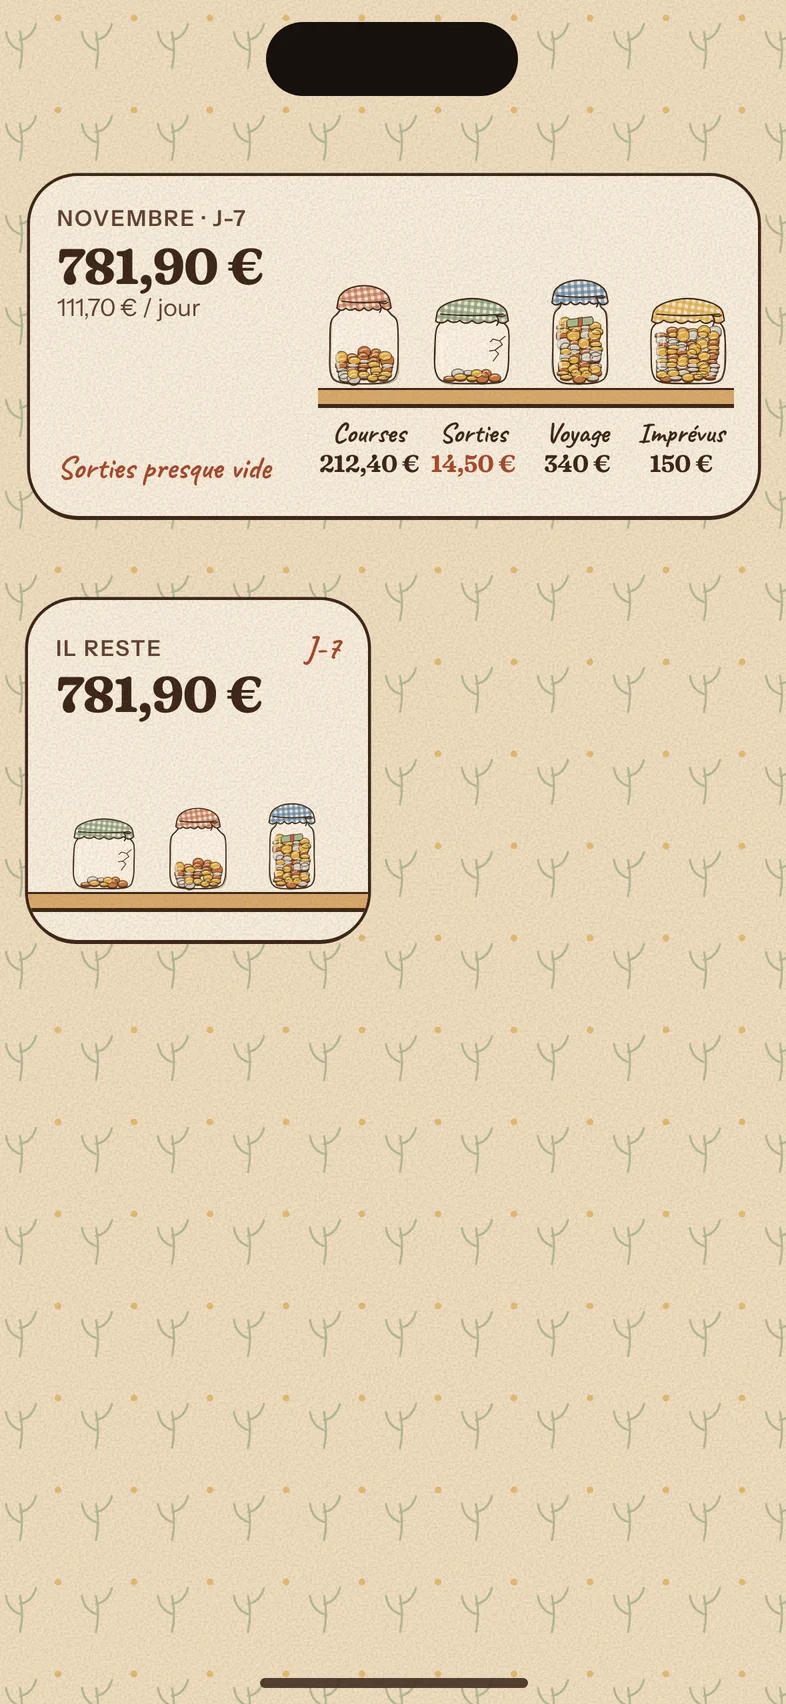 NOVEMBRE · J-7
781,90 €
111,70 € / jour
Sorties presque vide
Courses Sorties Voyage Imprévus
212,40 € 14,50 € 340 € 150 €
IL RESTE J-7
781,90 €